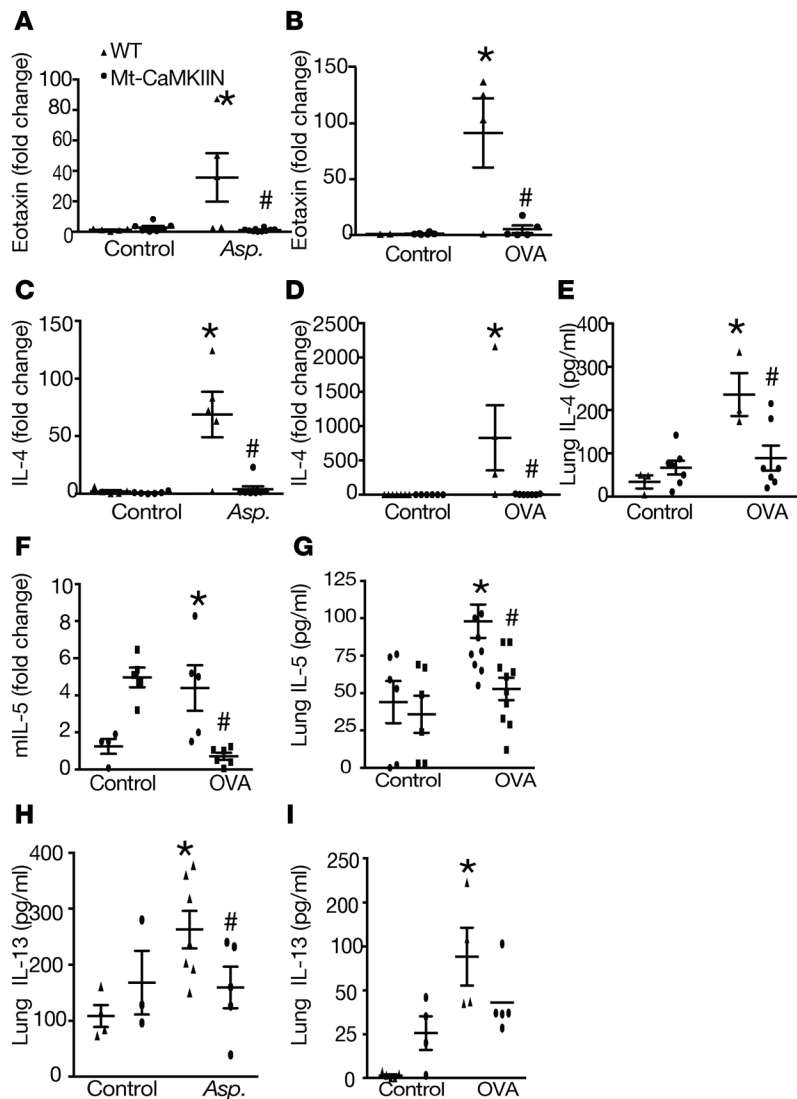 A
▲ WT
● Mt-CaMKIIN
Eotaxin (fold change)
100
80
60
40
20
0
*
#
Control
Asp.
B
Eotaxin (fold change)
150
100
50
0
*
#
Control
OVA
C
IL-4 (fold change)
150
100
50
0
*
#
Control
Asp.
D
IL-4 (fold change)
2500
2000
1500
1000
500
0
*
#
Control
OVA
E
Lung IL-4 (pg/ml)
400
300
200
100
0
*
#
Control
OVA
F
mIL-5 (fold change)
10
8
6
4
2
0
*
#
Control
OVA
G
Lung IL-5 (pg/ml)
125
100
75
50
25
0
*
#
Control
OVA
H
Lung IL-13 (pg/ml)
400
300
200
100
0
*
#
Control
Asp.
I
Lung IL-13 (pg/ml)
250
200
100
50
25
0
*
Control
OVA